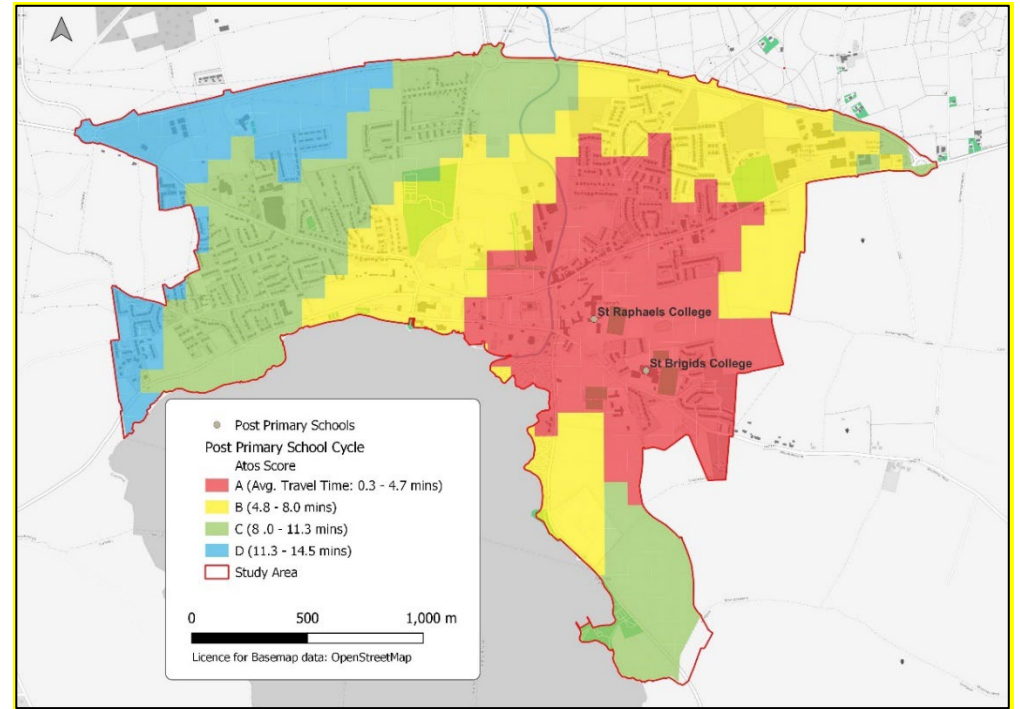 St Raphaels College
St Brigids College
Post Primary Schools
Post Primary School Cycle
Atos Score
A (Avg. Travel Time: 0.3 - 4.7 mins)
B (4.8 - 8.0 mins)
C (8 .0 - 11.3 mins)
D (11.3 - 14.5 mins)
Study Area
0 500 1,000 m
Licence for Basemap data: OpenStreetMap